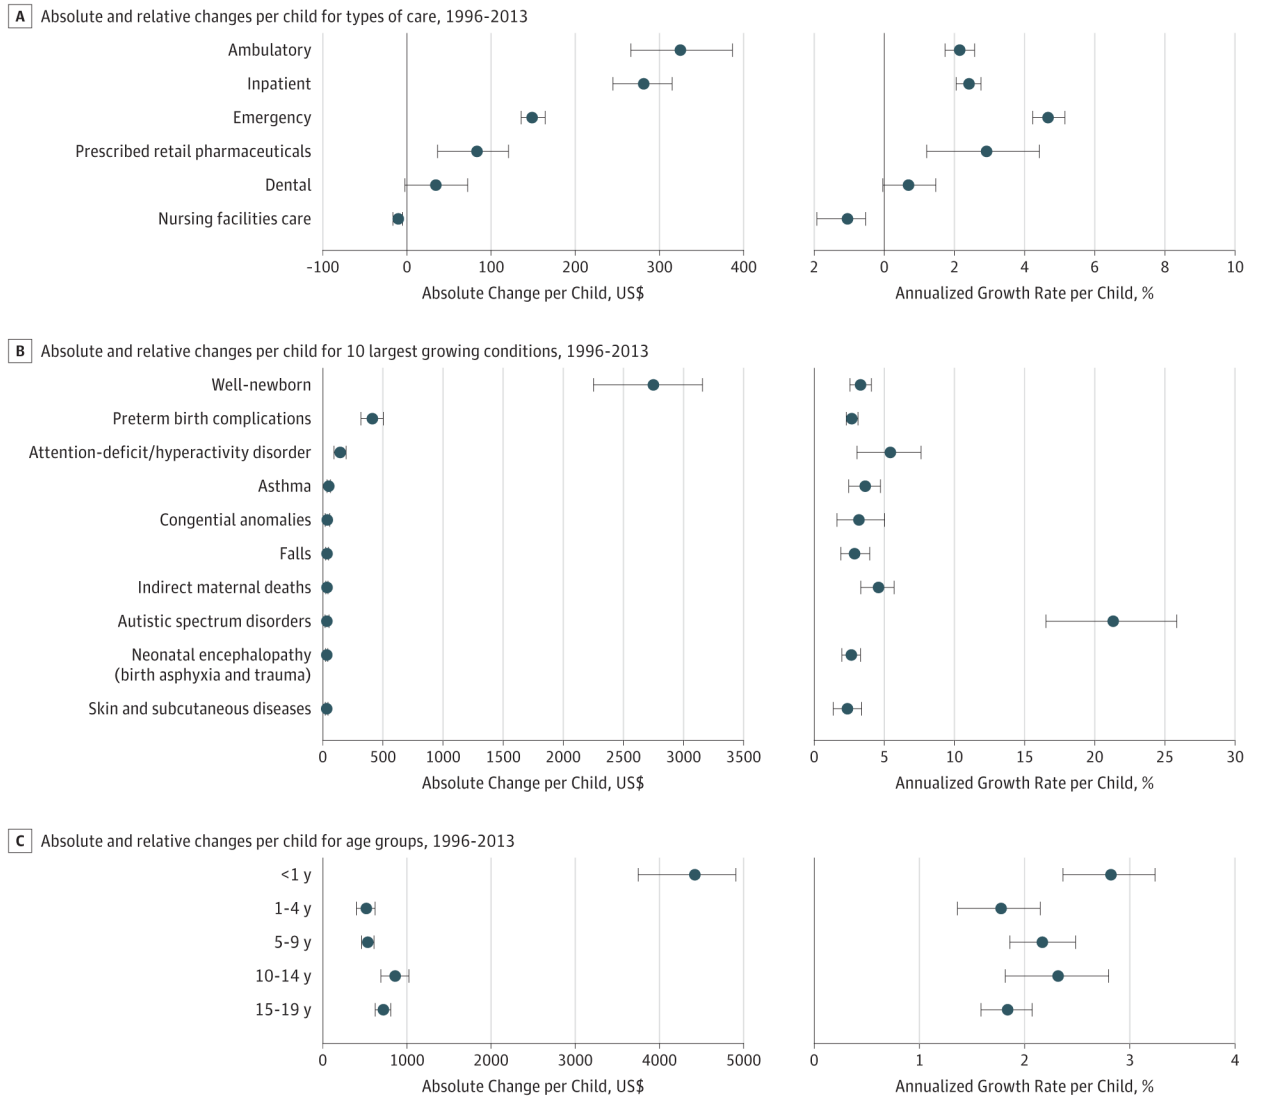 A Absolute and relative changes per child for types of care, 1996-2013
Ambulatory
Inpatient
Emergency
Prescribed retail pharmaceuticals
Dental
Nursing facilities care
-100 0 100 200 300 400
Absolute Change per Child, US$
2 0 2 4 6 8 10
Annualized Growth Rate per Child, %
B Absolute and relative changes per child for 10 largest growing conditions, 1996-2013
Well-newborn
Preterm birth complications
Attention-deficit/hyperactivity disorder
Asthma
Congential anomalies
Falls
Indirect maternal deaths
Autistic spectrum disorders
Neonatal encephalopathy
(birth asphyxia and trauma)
Skin and subcutaneous diseases
0 500 1000 1500 2000 2500 3000 3500
Absolute Change per Child, US$
0 5 10 15 20 25 30
Annualized Growth Rate per Child, %
C Absolute and relative changes per child for age groups, 1996-2013
<1 y
1-4 y
5-9 y
10-14 y
15-19 y
0 1000 2000 3000 4000 5000
Absolute Change per Child, US$
0 1 2 3 4
Annualized Growth Rate per Child, %